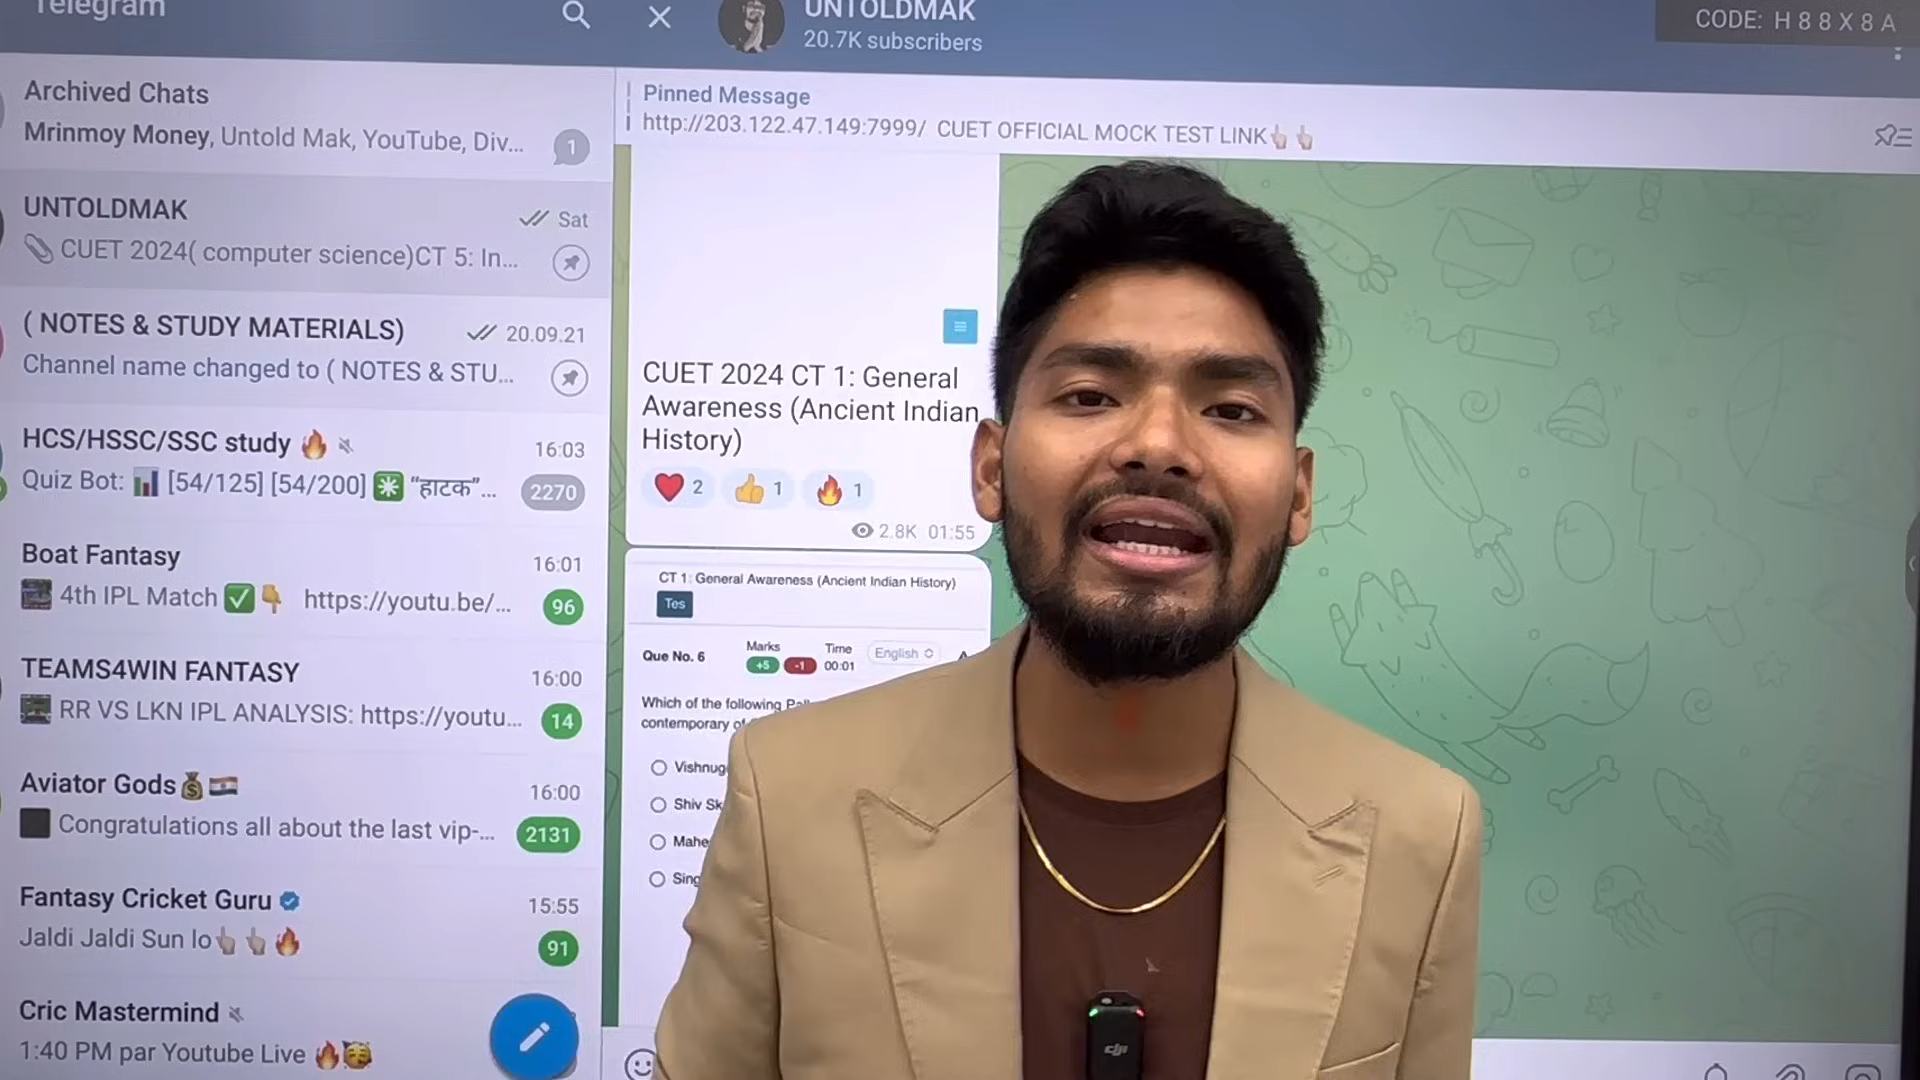 Telegram
UNTOLDMAK
20.7K subscribers
CODE: H88X8A
Archived Chats
Mrinmoy Money, Untold Mak, YouTube, Div...
1
UNTOLDMAK
Sat
CUET 2024( computer science)CT 5: In...
( NOTES & STUDY MATERIALS)
20.09.21
Channel name changed to ( NOTES & STU...
HCS/HSSC/SSC study 🔥
16:03
Quiz Bot: 📊 [54/125] [54/200] ✳️ “हाटक”...
2270
Boat Fantasy
16:01
4th IPL Match ✅👇 https://youtu.be/...
96
TEAMS4WIN FANTASY
16:00
RR VS LKN IPL ANALYSIS: https://youtu...
14
Aviator Gods💰🇮🇳
16:00
Congratulations all about the last vip-...
2131
Fantasy Cricket Guru
15:55
Jaldi Jaldi Sun lo👆🏻👆🏻🔥
91
Cric Mastermind
1:40 PM par Youtube Live 🔥🥳
Pinned Message
http://203.122.47.149:7999/ CUET OFFICIAL MOCK TEST LINK👆🏻👆🏻
CUET 2024 CT 1: General
Awareness (Ancient Indian
History)
❤️ 2 👍 1 🔥 1
2.8K 01:55
CT 1: General Awareness (Ancient Indian History)
Tes
Que No. 6
Marks
+5 -1
Time
00:01
English
Which of the following
contemporary
Vishnug
Shiv Sk
Mahe
Sing
dji